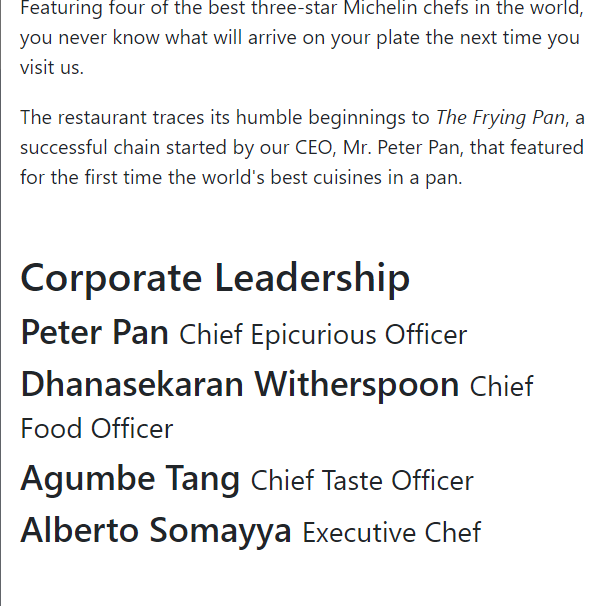 Featuring four of the best three-star Michelin chefs in the world,
you never know what will arrive on your plate the next time you
visit us.
The restaurant traces its humble beginnings to The Frying Pan, a
successful chain started by our CEO, Mr. Peter Pan, that featured
for the first time the world's best cuisines in a pan.
Corporate Leadership
Peter Pan Chief Epicurious Officer
Dhanasekaran Witherspoon Chief
Food Officer
Agumbe Tang Chief Taste Officer
Alberto Somayya Executive Chef